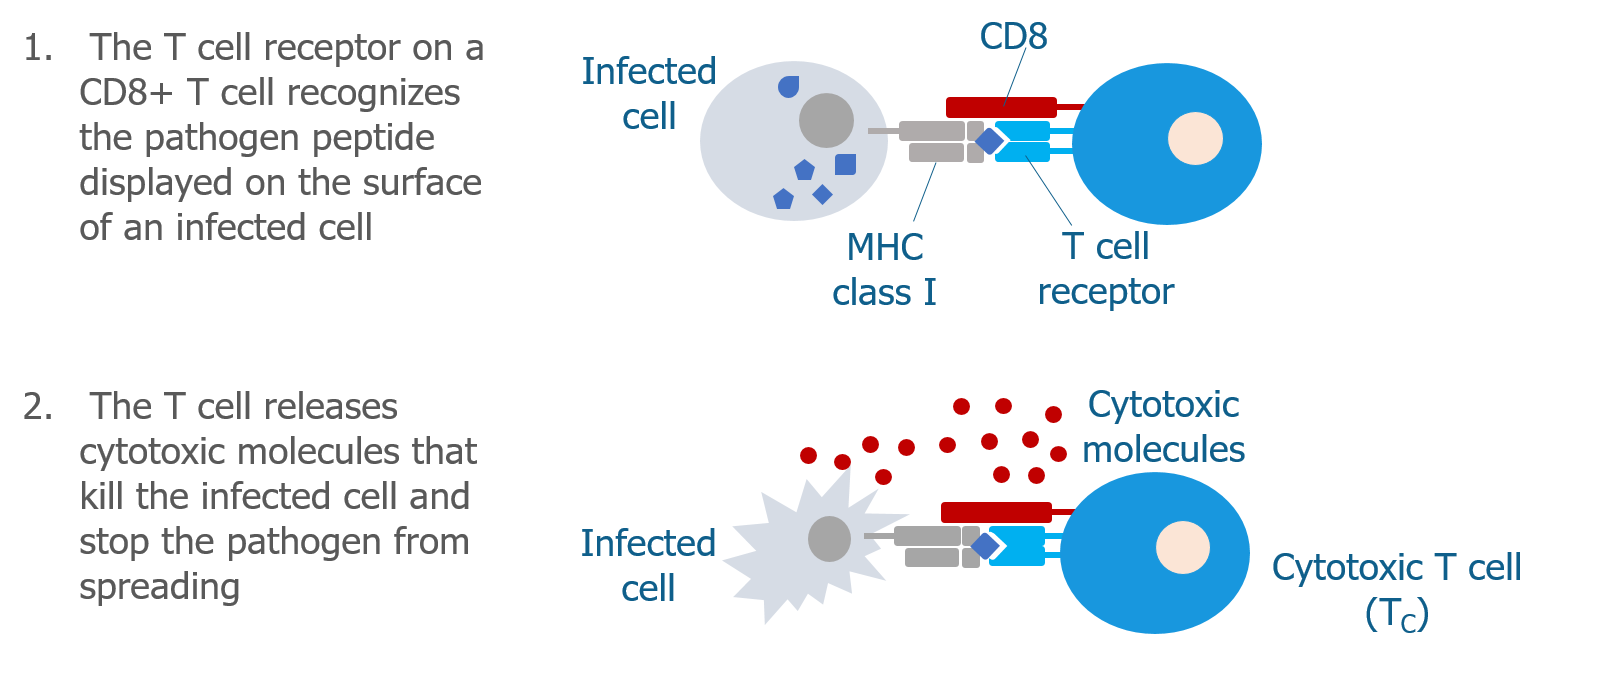 1. The T cell receptor on a
CD8+ T cell recognizes
the pathogen peptide
displayed on the surface
of an infected cell
CD8
Infected
cell
MHC
class I
T cell
receptor
2. The T cell releases
cytotoxic molecules that
kill the infected cell and
stop the pathogen from
spreading
Cytotoxic
molecules
Infected
cell
Cytotoxic T cell
(TC)